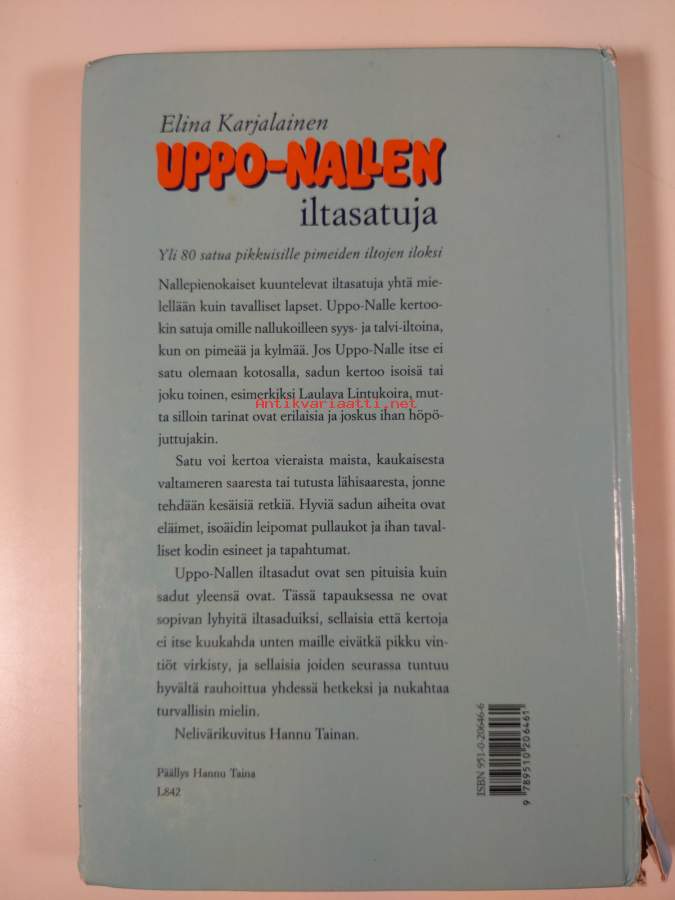 Elina Karjalainen
UPPO-NALLEN
iltasatuja
Yli 80 satua pikkuisille pimeiden iltojen iloksi
Nallepienokaiset kuuntelevat iltasatuja yhtä mie-
lellään kuin tavalliset lapset. Uppo-Nalle kertoo-
kin satuja omille nallukoilleen syys- ja talvi-iltoina,
kun on pimeää ja kylmää. Jos Uppo-Nalle itse ei
satu olemaan kotosalla, sadun kertoo isoisä tai
joku toinen, esimerkiksi Laulava Lintukoira, mut-
Antikvariaatti.net
ta silloin tarinat ovat erilaisia ja joskus ihan höpö-
juttujakin.
Satu voi kertoa vieraista maista, kaukaisesta
valtameren saaresta tai tutusta lähisaaresta, jonne
tehdään kesäisiä retkiä. Hyviä sadun aiheita ovat
eläimet, isoäidin leipomat pullaukot ja ihan taval-
liset kodin esineet ja tapahtumat.
Uppo-Nallen iltasadut ovat sen pituisia kuin
sadut yleensä ovat. Tässä tapauksessa ne ovat
sopivan lyhyitä iltasaduiksi, sellaisia että kertoja
ei itse kuukahda unten maille eivätkä pikku vin-
tiöt virkisty, ja sellaisia joiden seurassa tuntuu
hyvältä rauhoittua yhdessä hetkeksi ja nukahtaa
turvallisin mielin.
Nelivärikuvitus Hannu Tainan.
Päällys Hannu Taina
L842
ISBN 951-0-20646-6
9 789510 206461